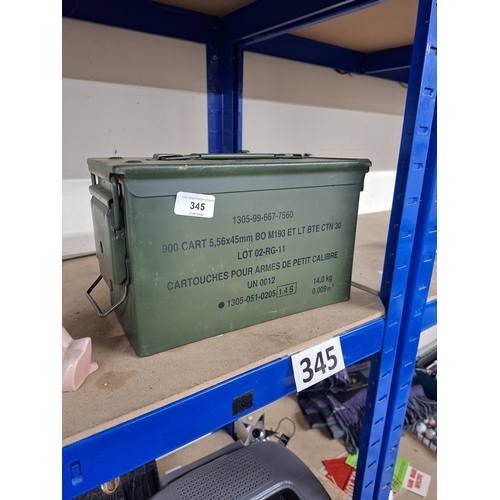 345
1305-99-667-7560
900 CART 5,56x45mm BO M193 ET LT BTE CTN 30
LOT 02-RG-11
CARTOUCHES POUR ARMES DE PETIT CALIBRE
UN 0012
14,0 kg
1305-051-0205 1.4 S
0,009 m³
345